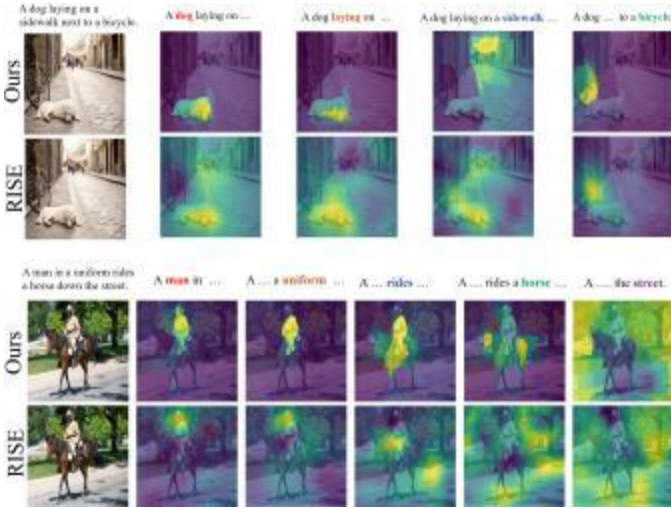 A dog laying on a
sidewalk next to a bicycle.
A dog laying on ...
A dog laying on ...
A dog laying on a sidewalk ...
A dog ... to a bicycle
Ours
RISE
A man in a uniform rides
a horse down the street.
A man in ...
A ... a uniform ...
A ... rides ...
A ... rides a horse ...
A .... the street.
Ours
RISE